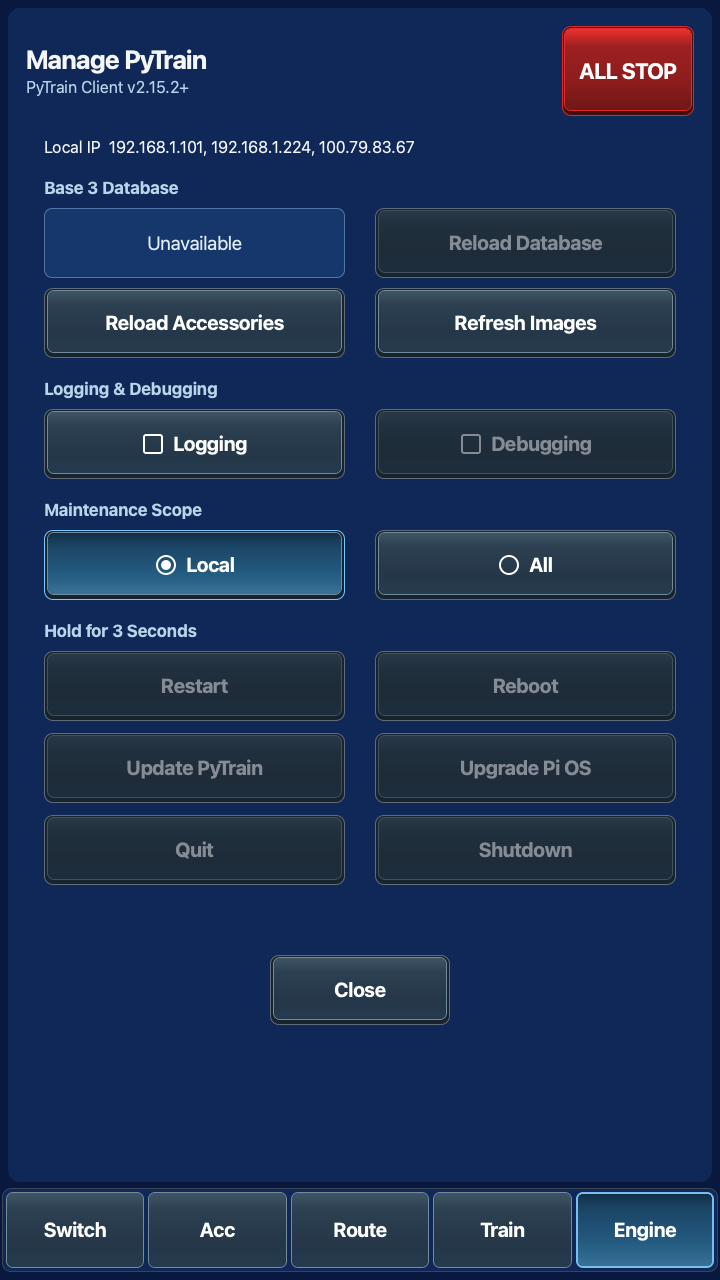 Manage PyTrain
PyTrain Client v2.15.2+
ALL STOP
Local IP 192.168.1.101, 192.168.1.224, 100.79.83.67
Base 3 Database
Unavailable
Reload Database
Reload Accessories
Refresh Images
Logging & Debugging
Logging
Debugging
Maintenance Scope
Local
All
Hold for 3 Seconds
Restart
Reboot
Update PyTrain
Upgrade Pi OS
Quit
Shutdown
Close
Switch
Acc
Route
Train
Engine